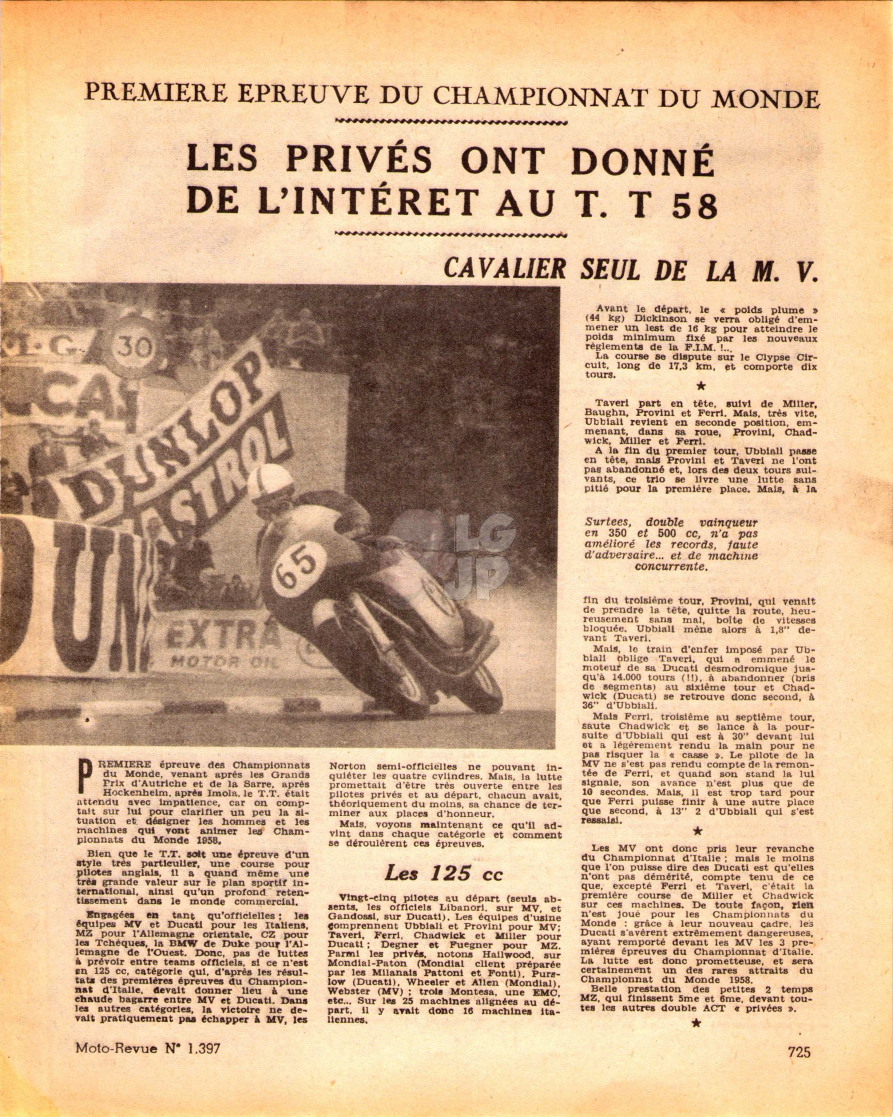 PREMIERE EPREUVE DU CHAMPIONNAT DU MONDE
LES PRIVÉS ONT DONNÉ
DE L'INTÉRET AU T. T 58
CAVALIER SEUL DE LA M. V.
M·G
30
CAS
DUNLOP
ASTROL
DUN
65
EXTRA
MOTOR OIL
LG
JP
PREMIERE épreuve des Championnats
du Monde, venant après les Grands
Prix d'Autriche et de la Sarre, après
Hockenheim, après Imola, le T.T. était
attendu avec impatience, car on comp-
tait sur lui pour clarifier un peu la si-
tuation et désigner les hommes et les
machines qui vont animer les Cham-
pionnats du Monde 1958.
Bien que le T.T. soit une épreuve d'un
style très particulier, une course pour
pilotes anglais, il a quand même une
très grande valeur sur le plan sportif in-
ternational, ainsi qu'un profond reten-
tissement dans le monde commercial.
Engagées en tant qu'officielles ; les
équipes MV et Ducati pour les Italiens,
MZ pour l'Allemagne orientale, CZ pour
les Tchéques, la BMW de Duke pour l'Al-
lemagne de l'Ouest. Donc, pas de luttes
à prévoir entre teams officiels, si ce n'est
en 125 cc, catégorie qui, d'après les résul-
tats des premières épreuves du Champion-
nat d'Italie, devait donner lieu à une
chaude bagarre entre MV et Ducati. Dans
les autres catégories, la victoire ne de-
vait pratiquement pas échapper à MV, les
Norton semi-officielles ne pouvant in-
quiéter les quatre cylindres. Mais, la lutte
promettait d'être très ouverte entre les
pilotes privés et au départ, chacun avait,
théoriquement du moins, sa chance de ter-
miner aux places d'honneur.
Mais, voyons maintenant ce qu'il ad-
vint dans chaque catégorie et comment
se déroulèrent ces épreuves.
Les 125 cc
Vingt-cinq pilotes au départ (seuls ab-
sents, les officiels Libanori, sur MV, et
Gandossi, sur Ducati). Les équipes d'usine
comprennent Ubbiali et Provini pour MV;
Taveri, Ferri, Chadwick et Miller pour
Ducati ; Degner et Fuegner pour MZ.
Parmi les privés, notons Hailwood, sur
Mondial-Paton (Mondial client préparée
par les Milanais Pattoni et Fonti), Purs-
low (Ducati), Wheeler et Allen (Mondial),
Webster (MV) ; trois Montesa, une EMC,
etc... Sur les 25 machines alignées au dé-
part, il y avait donc 16 machines ita-
liennes.
Avant le départ, le « poids plume »
(44 kg) Dickinson se verra obligé d'em-
mener un lest de 16 kg pour atteindre le
poids minimum fixé par les nouveaux
réglements de la F.I.M. !..
La course se dispute sur le Clypse Cir-
cuit, long de 17,3 km, et comporte dix
tours.
★
Taveri part en tête, suivi de Miller,
Baughn, Provini et Ferri. Mais, très vite,
Ubbiali revient en seconde position, em-
menant, dans sa roue, Provini, Chad-
wick, Miller et Ferri.
A la fin du premier tour, Ubbiali passe
en tête, mais Provini et Taveri ne l'ont
pas abandonné et, lors des deux tours sui-
vants, ce trio se livre une lutte sans
pitié pour la première place. Mais, à la
Surtees, double vainqueur
en 350 et 500 cc, n'a pas
amélioré les records, faute
d'adversaire... et de machine
concurrente.
fin du troisième tour, Provini, qui venait
de prendre la tête, quitte la route, heu-
reusement sans mal, boîte de vitesses
bloquée. Ubbiali mène alors à 1,8" de-
vant Taveri.
Mais, le train d'enfer imposé par Ub-
biali oblige Taveri, qui a emmené le
moteur de sa Ducati desmodromique jus-
qu'à 14.000 tours (!!), à abandonner (bris
de segments) au sixième tour et Chad-
wick (Ducati) se retrouve donc second, à
36" d'Ubbiali.
Mais Ferri, troisième au septième tour,
saute Chadwick et se lance à la pour-
suite d'Ubbiali qui est à 30" devant lui
et a légérement rendu la main pour ne
pas risquer la « casse ». Le pilote de la
MV ne s'est pas rendu compte de la remon-
tée de Ferri, et quand son stand la lui
signale, son avance n'est plus que de
10 secondes. Mais, il est trop tard pour
que Ferri puisse finir à une autre place
que second, à 13" 2 d'Ubbiali qui s'est
ressaisi.
★
Les MV ont donc pris leur revanche
du Championnat d'Italie ; mais le moins
que l'on puisse dire des Ducati est qu'elles
n'ont pas démérité, compte tenu de ce
que, excepté Ferri et Taveri, c'était la
première course de Miller et Chadwick
sur ces machines. De toute façon, rien
n'est joué pour les Championnats du
Monde : grâce à leur nouveau cadre, les
Ducati s'avèrent extrêmement dangereuses,
ayant remporté devant les MV les 3 pre-
mières épreuves du Championnat d'Italie.
La lutte est donc prometteuse, et sera
certainement un des rares attraits du
Championnat du Monde 1958.
Belle prestation des petites 2 temps
MZ, qui finissent 5me et 6me, devant tou-
tes les autres double ACT « privées ».
★
Moto-Revue N° 1.397
725